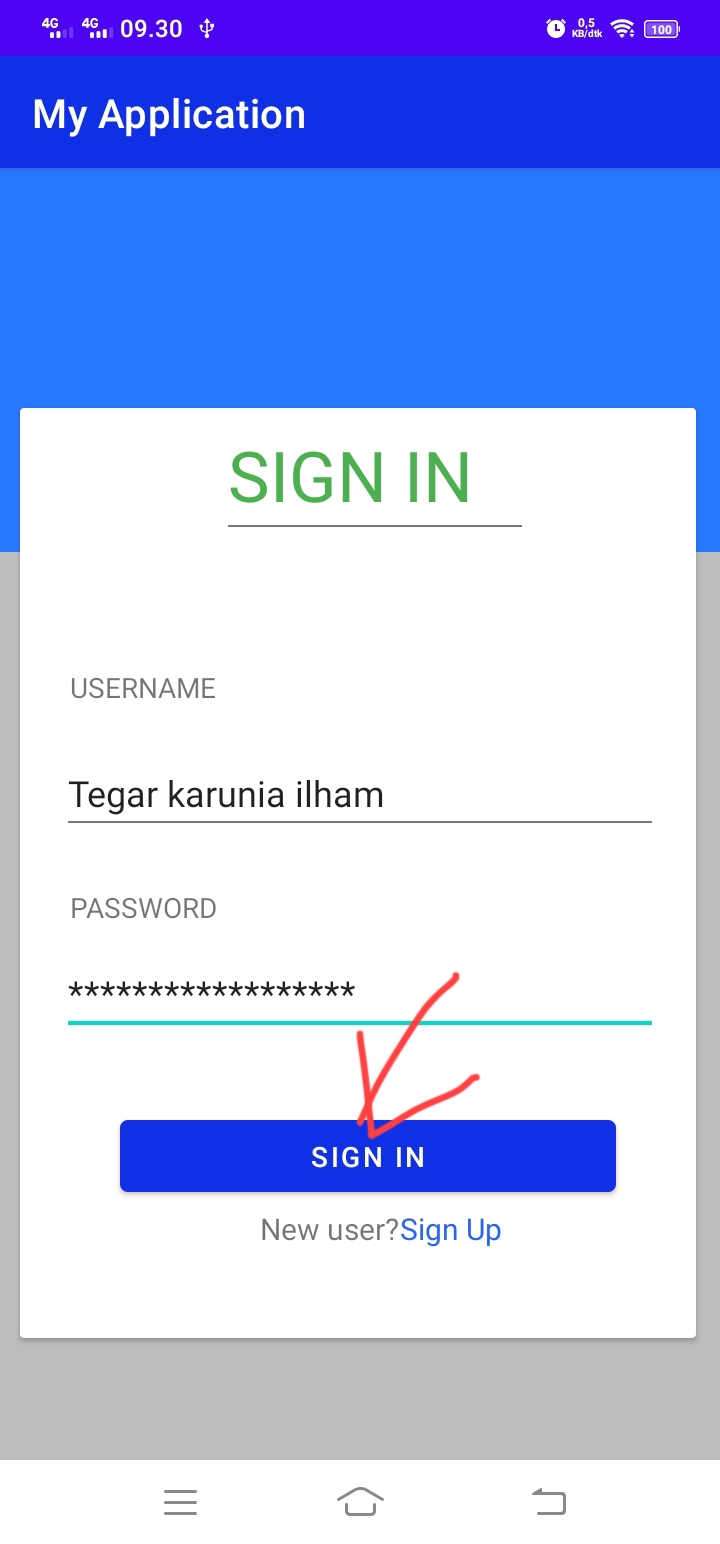 4G 4G 09.30 0,5 KB/dtk 100
My Application
SIGN IN
USERNAME
Tegar karunia ilham
PASSWORD
******************
SIGN IN
New user?Sign Up